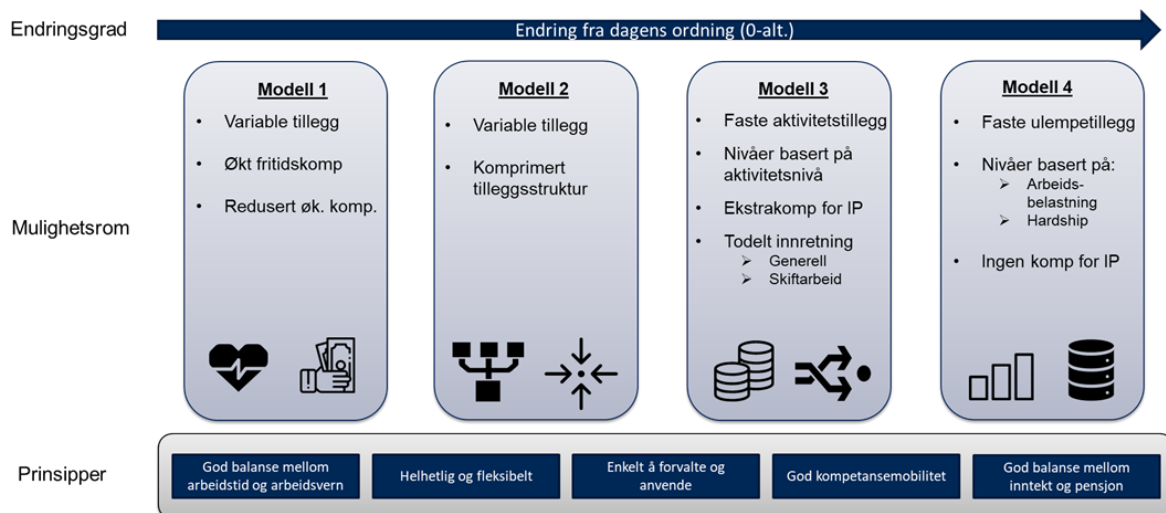 Endringsgrad
Endring fra dagens ordning (0-alt.)
Mulighetsrom
Modell 1
• Variable tillegg
• Økt fritidskomp
• Redusert øk. komp.
Modell 2
• Variable tillegg
• Komprimert
tilleggsstruktur
Modell 3
• Faste aktivitetstillegg
• Nivåer basert på
aktivitetsnivå
• Ekstrakomp for IP
• Todelt innretning
➢ Generell
➢ Skiftarbeid
Modell 4
• Faste ulempetillegg
• Nivåer basert på:
➢ Arbeids-
belastning
➢ Hardship
• Ingen komp for IP
Prinsipper
God balanse mellom
arbeidstid og arbeidsvern
Helhetlig og fleksibelt
Enkelt å forvalte og
anvende
God kompetansemobilitet
God balanse mellom
inntekt og pensjon